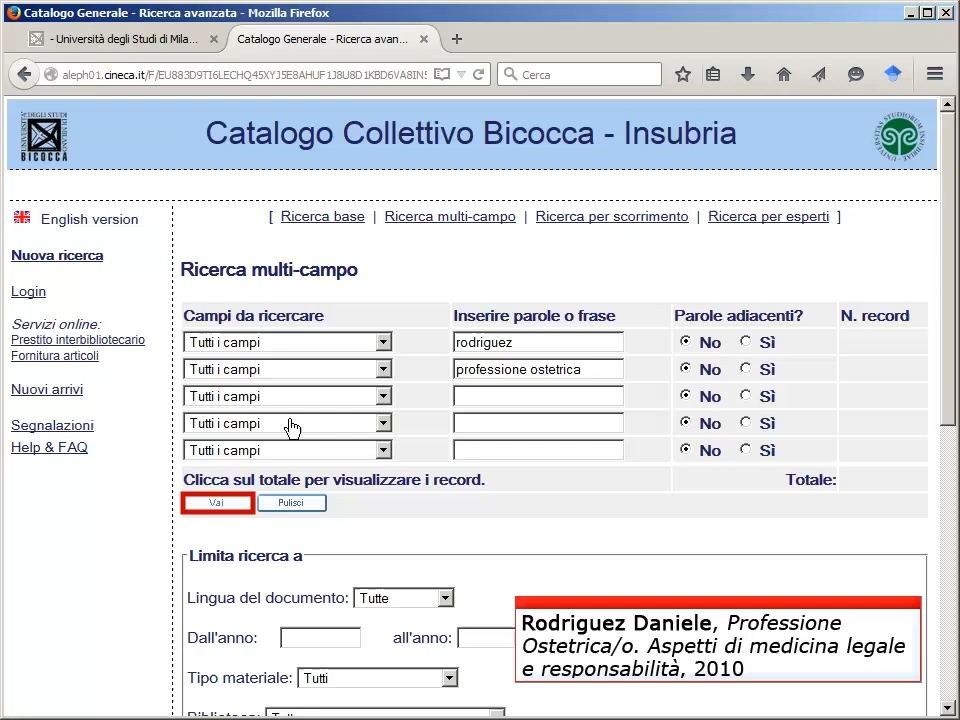 Catalogo Generale - Ricerca avanzata - Mozilla Firefox
- Università degli Studi di Mila...
Catalogo Generale - Ricerca avan...
aleph01.cineca.it/F/EU883D9TI6LECHQ45XYJ5E8AHUF1J8U8D1KBD6VA8IN5
Cerca
DEGLI STUDI
UNIVERSITÀ
DI MILANO
BICOCCA
Catalogo Collettivo Bicocca - Insubria
English version
[ Ricerca base | Ricerca multi-campo | Ricerca per scorrimento | Ricerca per esperti ]
Nuova ricerca
Login
Servizi online:
Prestito interbibliotecario
Fornitura articoli
Nuovi arrivi
Segnalazioni
Help & FAQ
Ricerca multi-campo
Campi da ricercare Inserire parole o frase Parole adiacenti? N. record
Tutti i campi rodriguez No Sì
Tutti i campi professione ostetrica No Sì
Tutti i campi No Sì
Tutti i campi No Sì
Tutti i campi No Sì
Clicca sul totale per visualizzare i record. Totale:
Vai Pulisci
Limita ricerca a
Lingua del documento: Tutte
Dall'anno: all'anno:
Tipo materiale: Tutti
Rodriguez Daniele, Professione
Ostetrica/o. Aspetti di medicina legale
e responsabilità, 2010